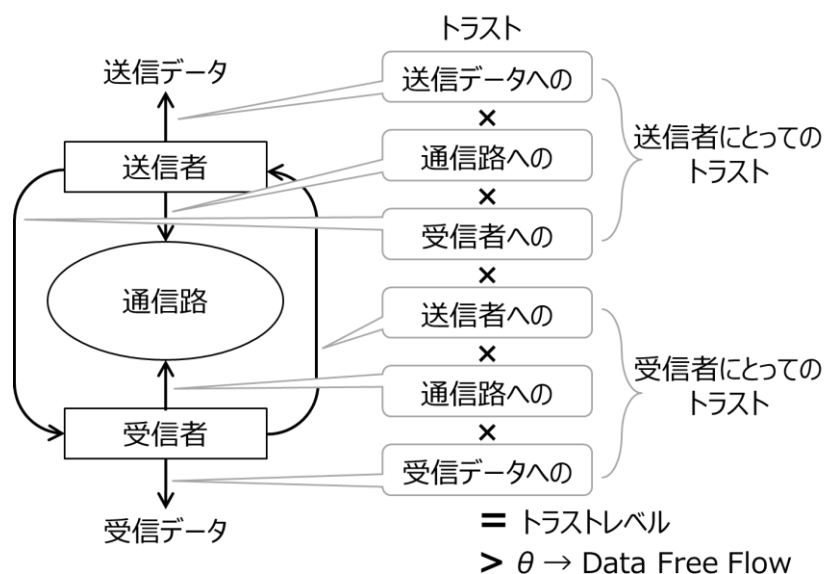 トラスト
送信データ
送信データへの
×
送信者
通信路への
×
送信者にとっての
トラスト
受信者への
×
通信路
送信者への
×
受信者
通信路への
×
受信者にとっての
トラスト
受信データへの
受信データ
= トラストレベル
> θ → Data Free Flow